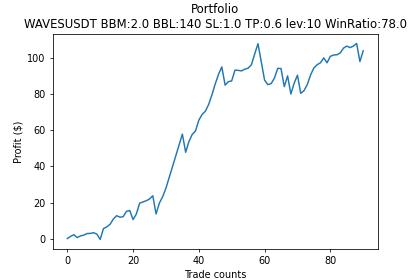 Portfolio
WAVESUSDT BBM:2.0 BBL:140 SL:1.0 TP:0.6 lev:10 WinRatio:78.0
Profit ($)
100
80
60
40
20
0
0 20 40 60 80
Trade counts